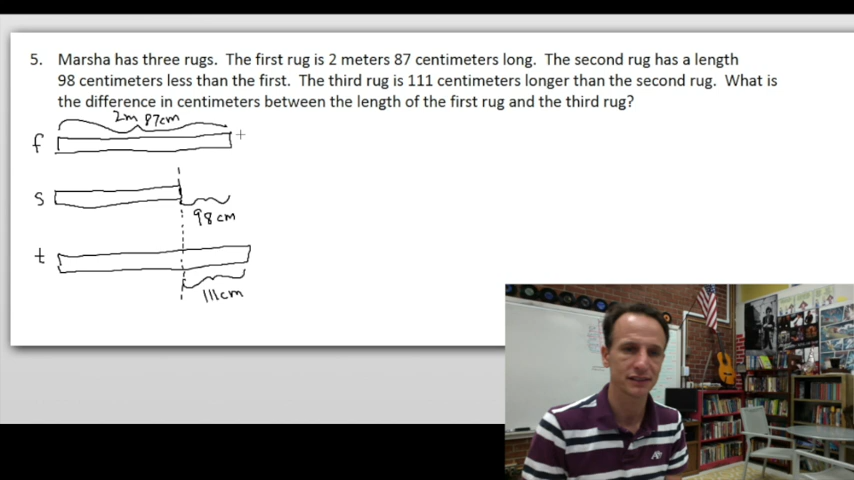 5. Marsha has three rugs. The first rug is 2 meters 87 centimeters long. The second rug has a length
98 centimeters less than the first. The third rug is 111 centimeters longer than the second rug. What is
the difference in centimeters between the length of the first rug and the third rug?
2m 87cm
f
s
98cm
t
111cm